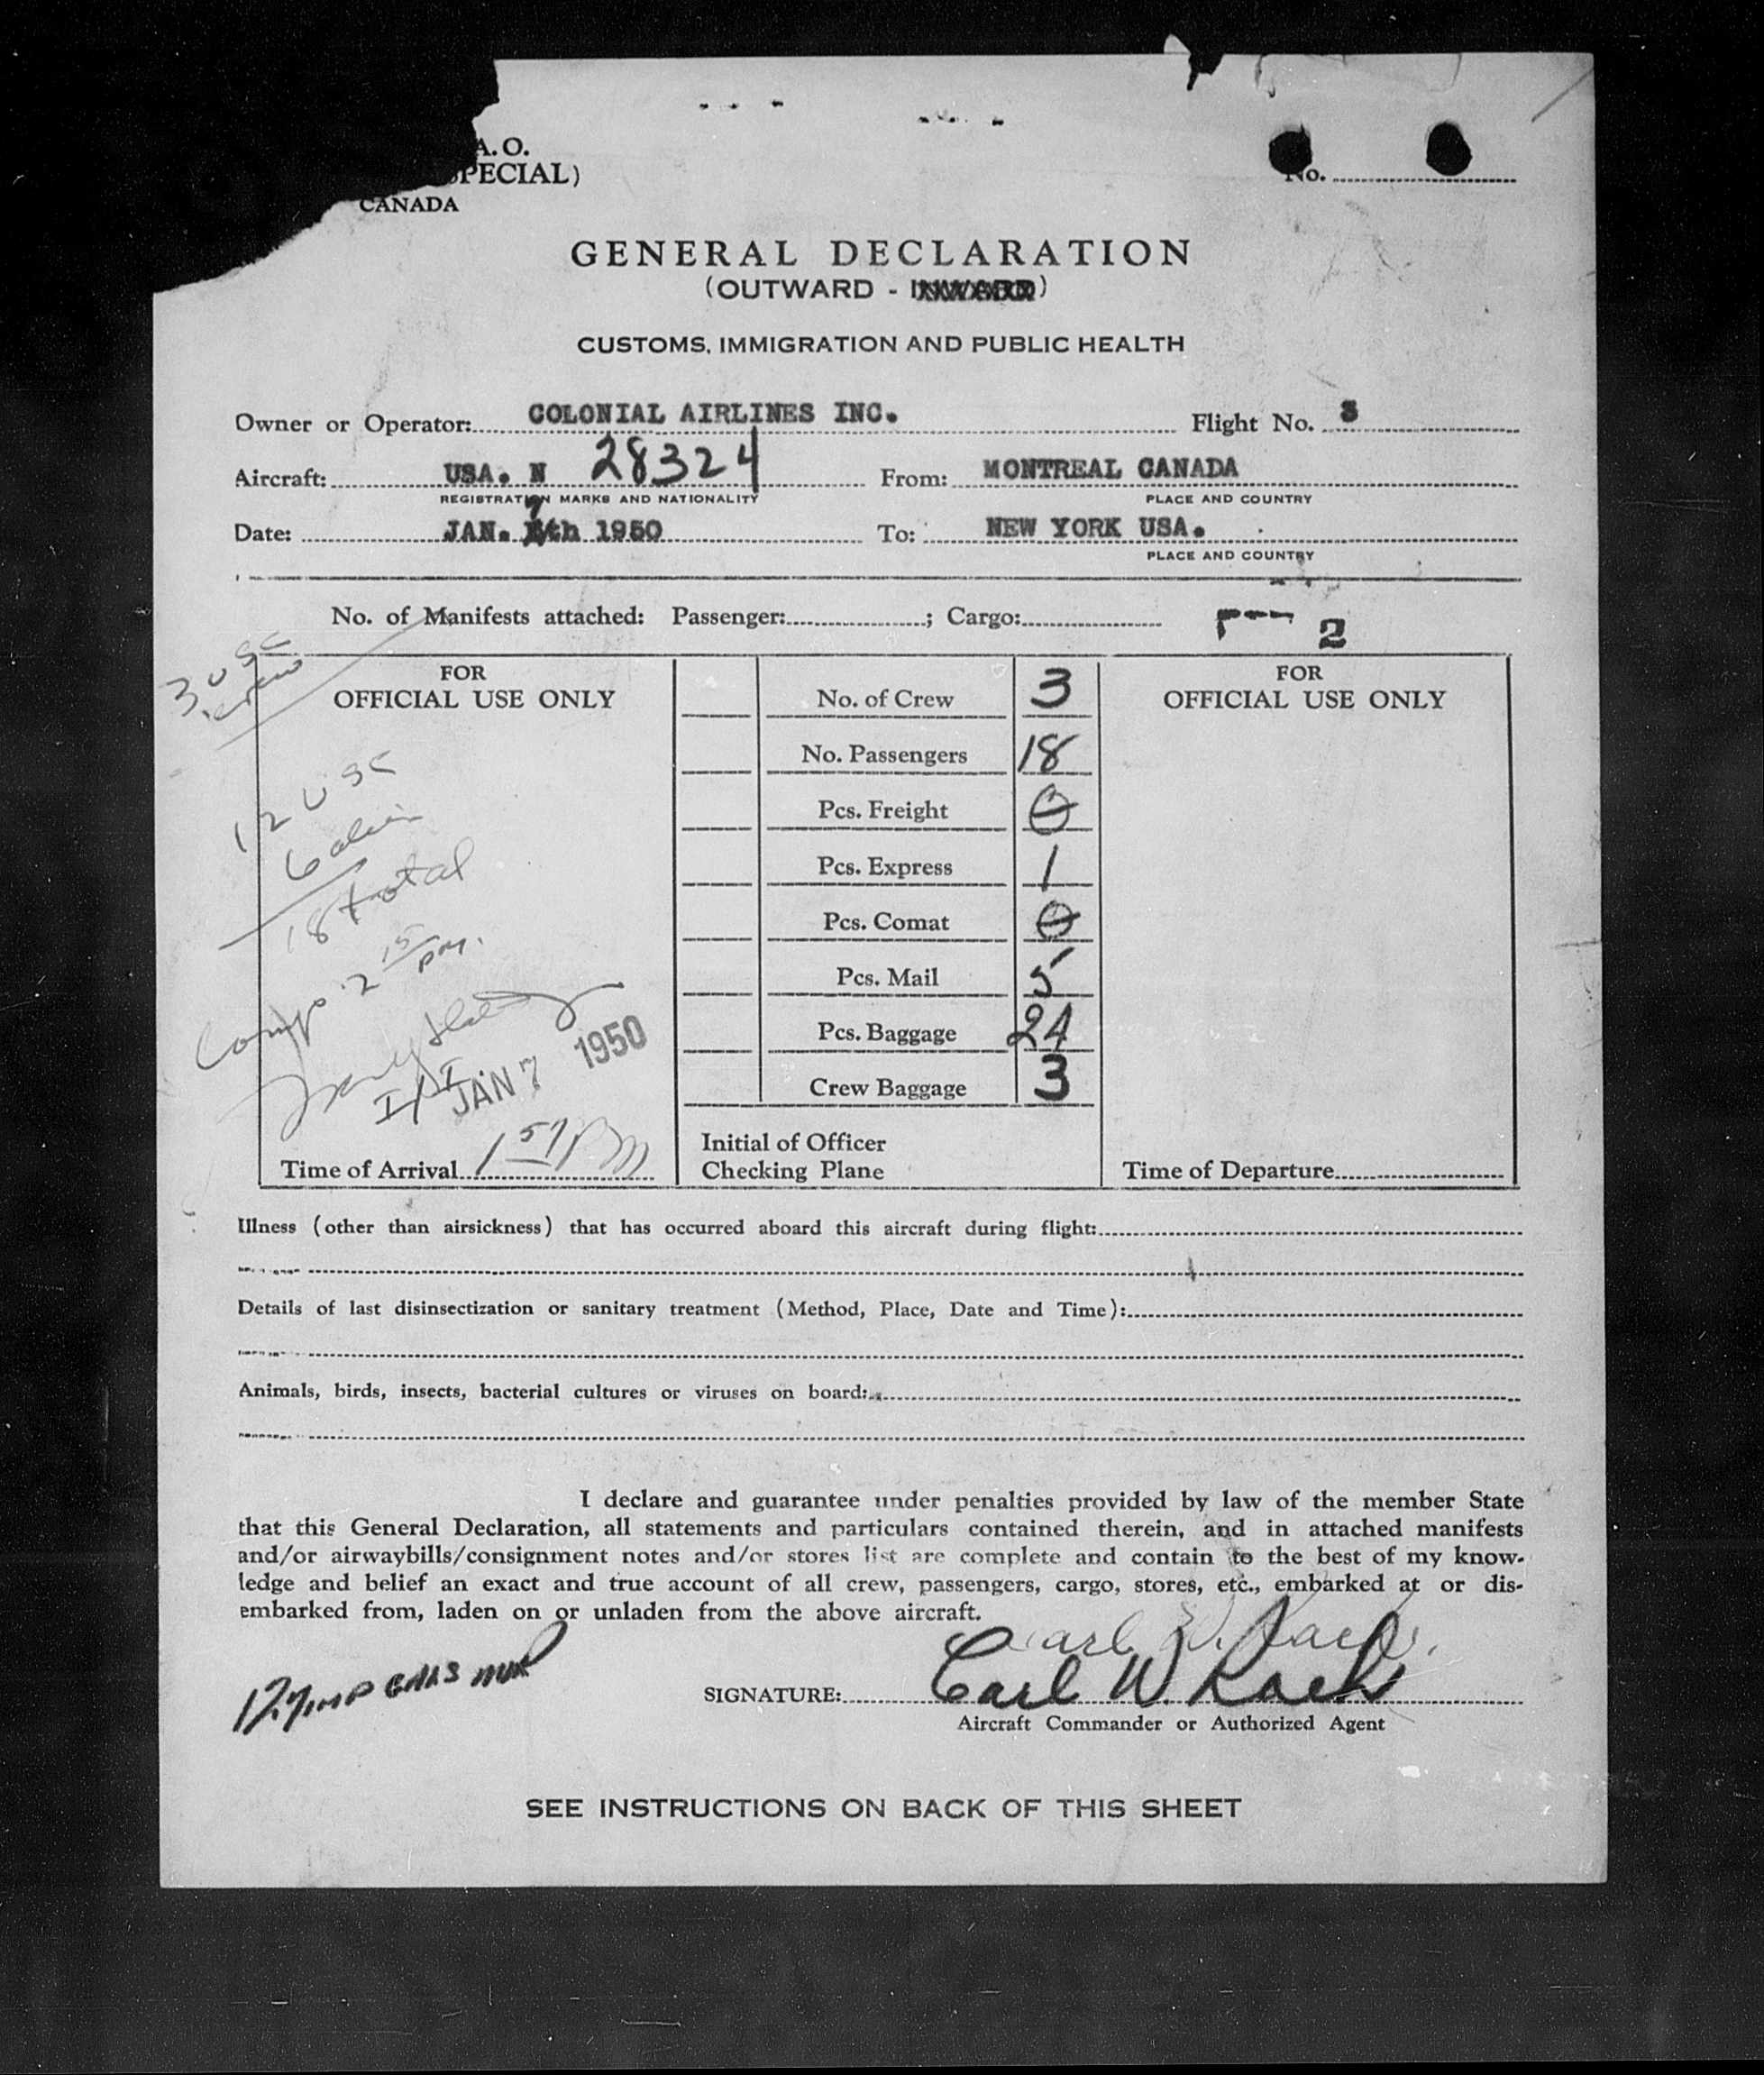 A. O.
PECIAL)
CANADA
No.
GENERAL DECLARATION
(OUTWARD - INWARD)
CUSTOMS, IMMIGRATION AND PUBLIC HEALTH
Owner or Operator: COLONIAL AIRLINES INC. Flight No. 3
Aircraft: USA. N 28324 From: MONTREAL CANADA
REGISTRATION MARKS AND NATIONALITY PLACE AND COUNTRY
Date: JAN. 7th 1950 To: NEW YORK USA.
PLACE AND COUNTRY
No. of Manifests attached: Passenger: ; Cargo: 2
3 USC
crew
FOR
OFFICIAL USE ONLY
12 USC
6 alien
18 total
Comp. 2 15 pm.
I/I
JAN 7 1950
Time of Arrival 1 57 PM
No. of Crew 3
No. Passengers 18
Pcs. Freight 0
Pcs. Express 1
Pcs. Comat 0
Pcs. Mail 5
Pcs. Baggage 24
Crew Baggage 3
Initial of Officer
Checking Plane
FOR
OFFICIAL USE ONLY
Time of Departure
Illness (other than airsickness) that has occurred aboard this aircraft during flight:
Details of last disinsectization or sanitary treatment (Method, Place, Date and Time):
Animals, birds, insects, bacterial cultures or viruses on board:
I declare and guarantee under penalties provided by law of the member State
that this General Declaration, all statements and particulars contained therein, and in attached manifests
and/or airwaybills/consignment notes and/or stores list are complete and contain to the best of my know-
ledge and belief an exact and true account of all crew, passengers, cargo, stores, etc., embarked at or dis-
embarked from, laden on or unladen from the above aircraft.
Carl W.
SIGNATURE: Carl W.
Aircraft Commander or Authorized Agent
SEE INSTRUCTIONS ON BACK OF THIS SHEET